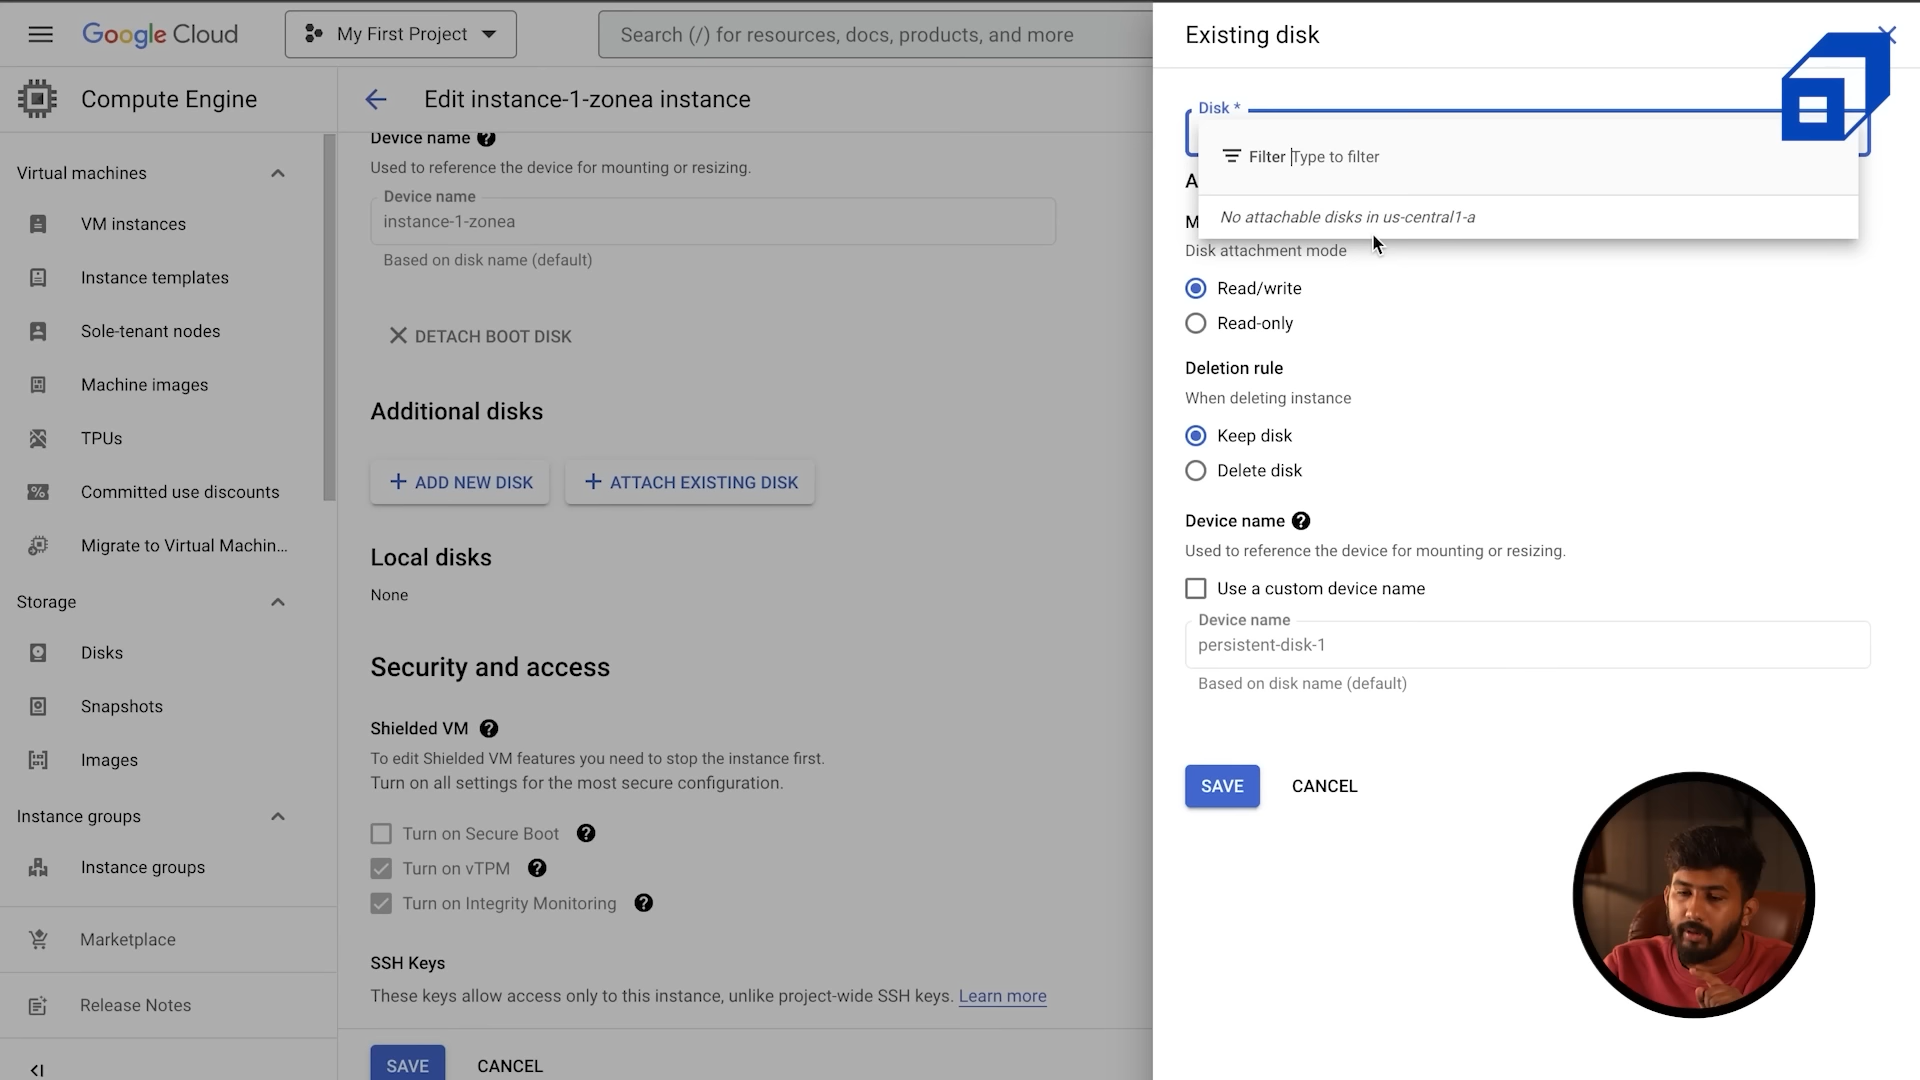 Google Cloud
My First Project
Search (/) for resources, docs, products, and more
Existing disk
Compute Engine
Edit instance-1-zonea instance
Disk *
Filter Type to filter
No attachable disks in us-central1-a
A
M
Disk attachment mode
Read/write
Read-only
Deletion rule
When deleting instance
Keep disk
Delete disk
Device name
Used to reference the device for mounting or resizing.
Use a custom device name
Device name
persistent-disk-1
Based on disk name (default)
SAVE
CANCEL
Virtual machines
VM instances
Instance templates
Sole-tenant nodes
Machine images
TPUs
Committed use discounts
Migrate to Virtual Machin...
Storage
Disks
Snapshots
Images
Instance groups
Instance groups
Marketplace
Release Notes
Device name
Used to reference the device for mounting or resizing.
Device name
instance-1-zonea
Based on disk name (default)
DETACH BOOT DISK
Additional disks
+ ADD NEW DISK
+ ATTACH EXISTING DISK
Local disks
None
Security and access
Shielded VM
To edit Shielded VM features you need to stop the instance first.
Turn on all settings for the most secure configuration.
Turn on Secure Boot
Turn on vTPM
Turn on Integrity Monitoring
SSH Keys
These keys allow access only to this instance, unlike project-wide SSH keys. Learn more
SAVE
CANCEL